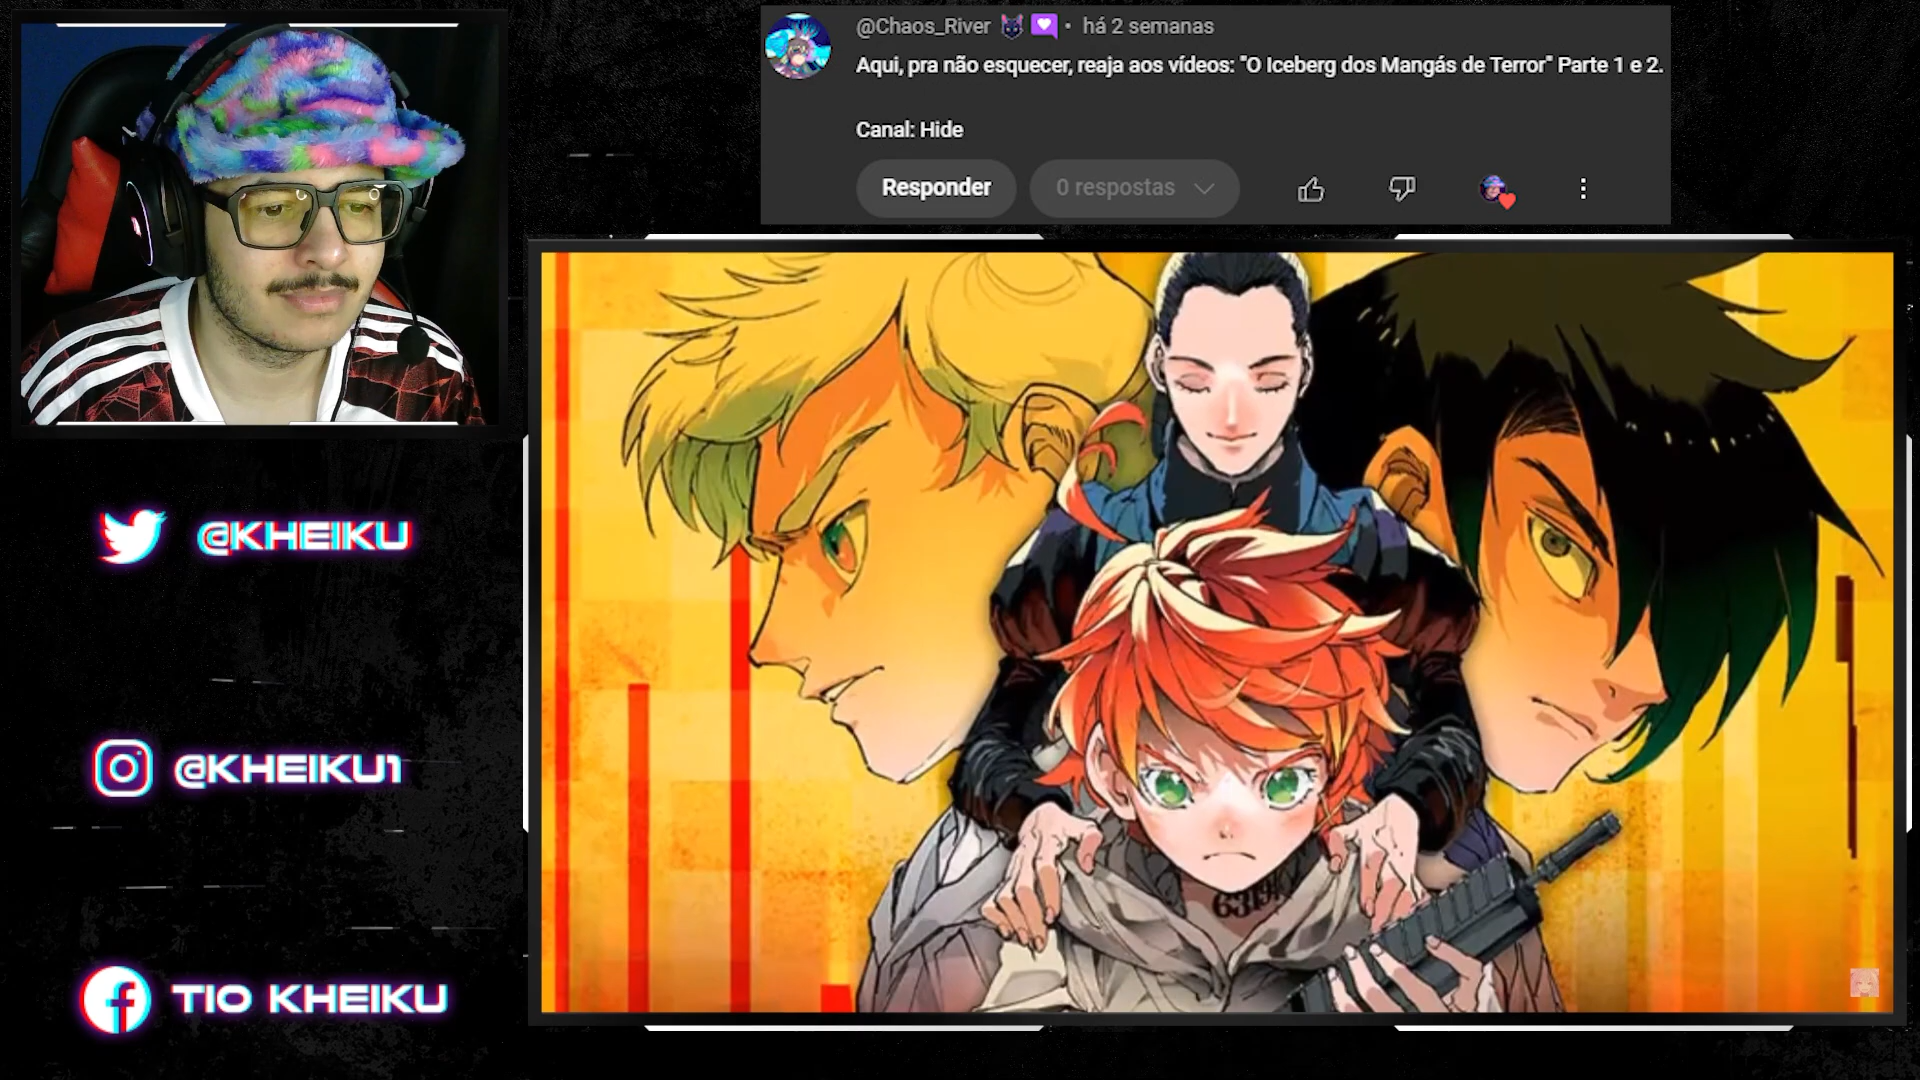 @Chaos_River • há 2 semanas
Aqui, pra não esquecer, reaja aos vídeos: "O Iceberg dos Mangás de Terror" Parte 1 e 2.
Canal: Hide
Responder
0 respostas
@KHEIKU
@KHEIKU1
TIO KHEIKU